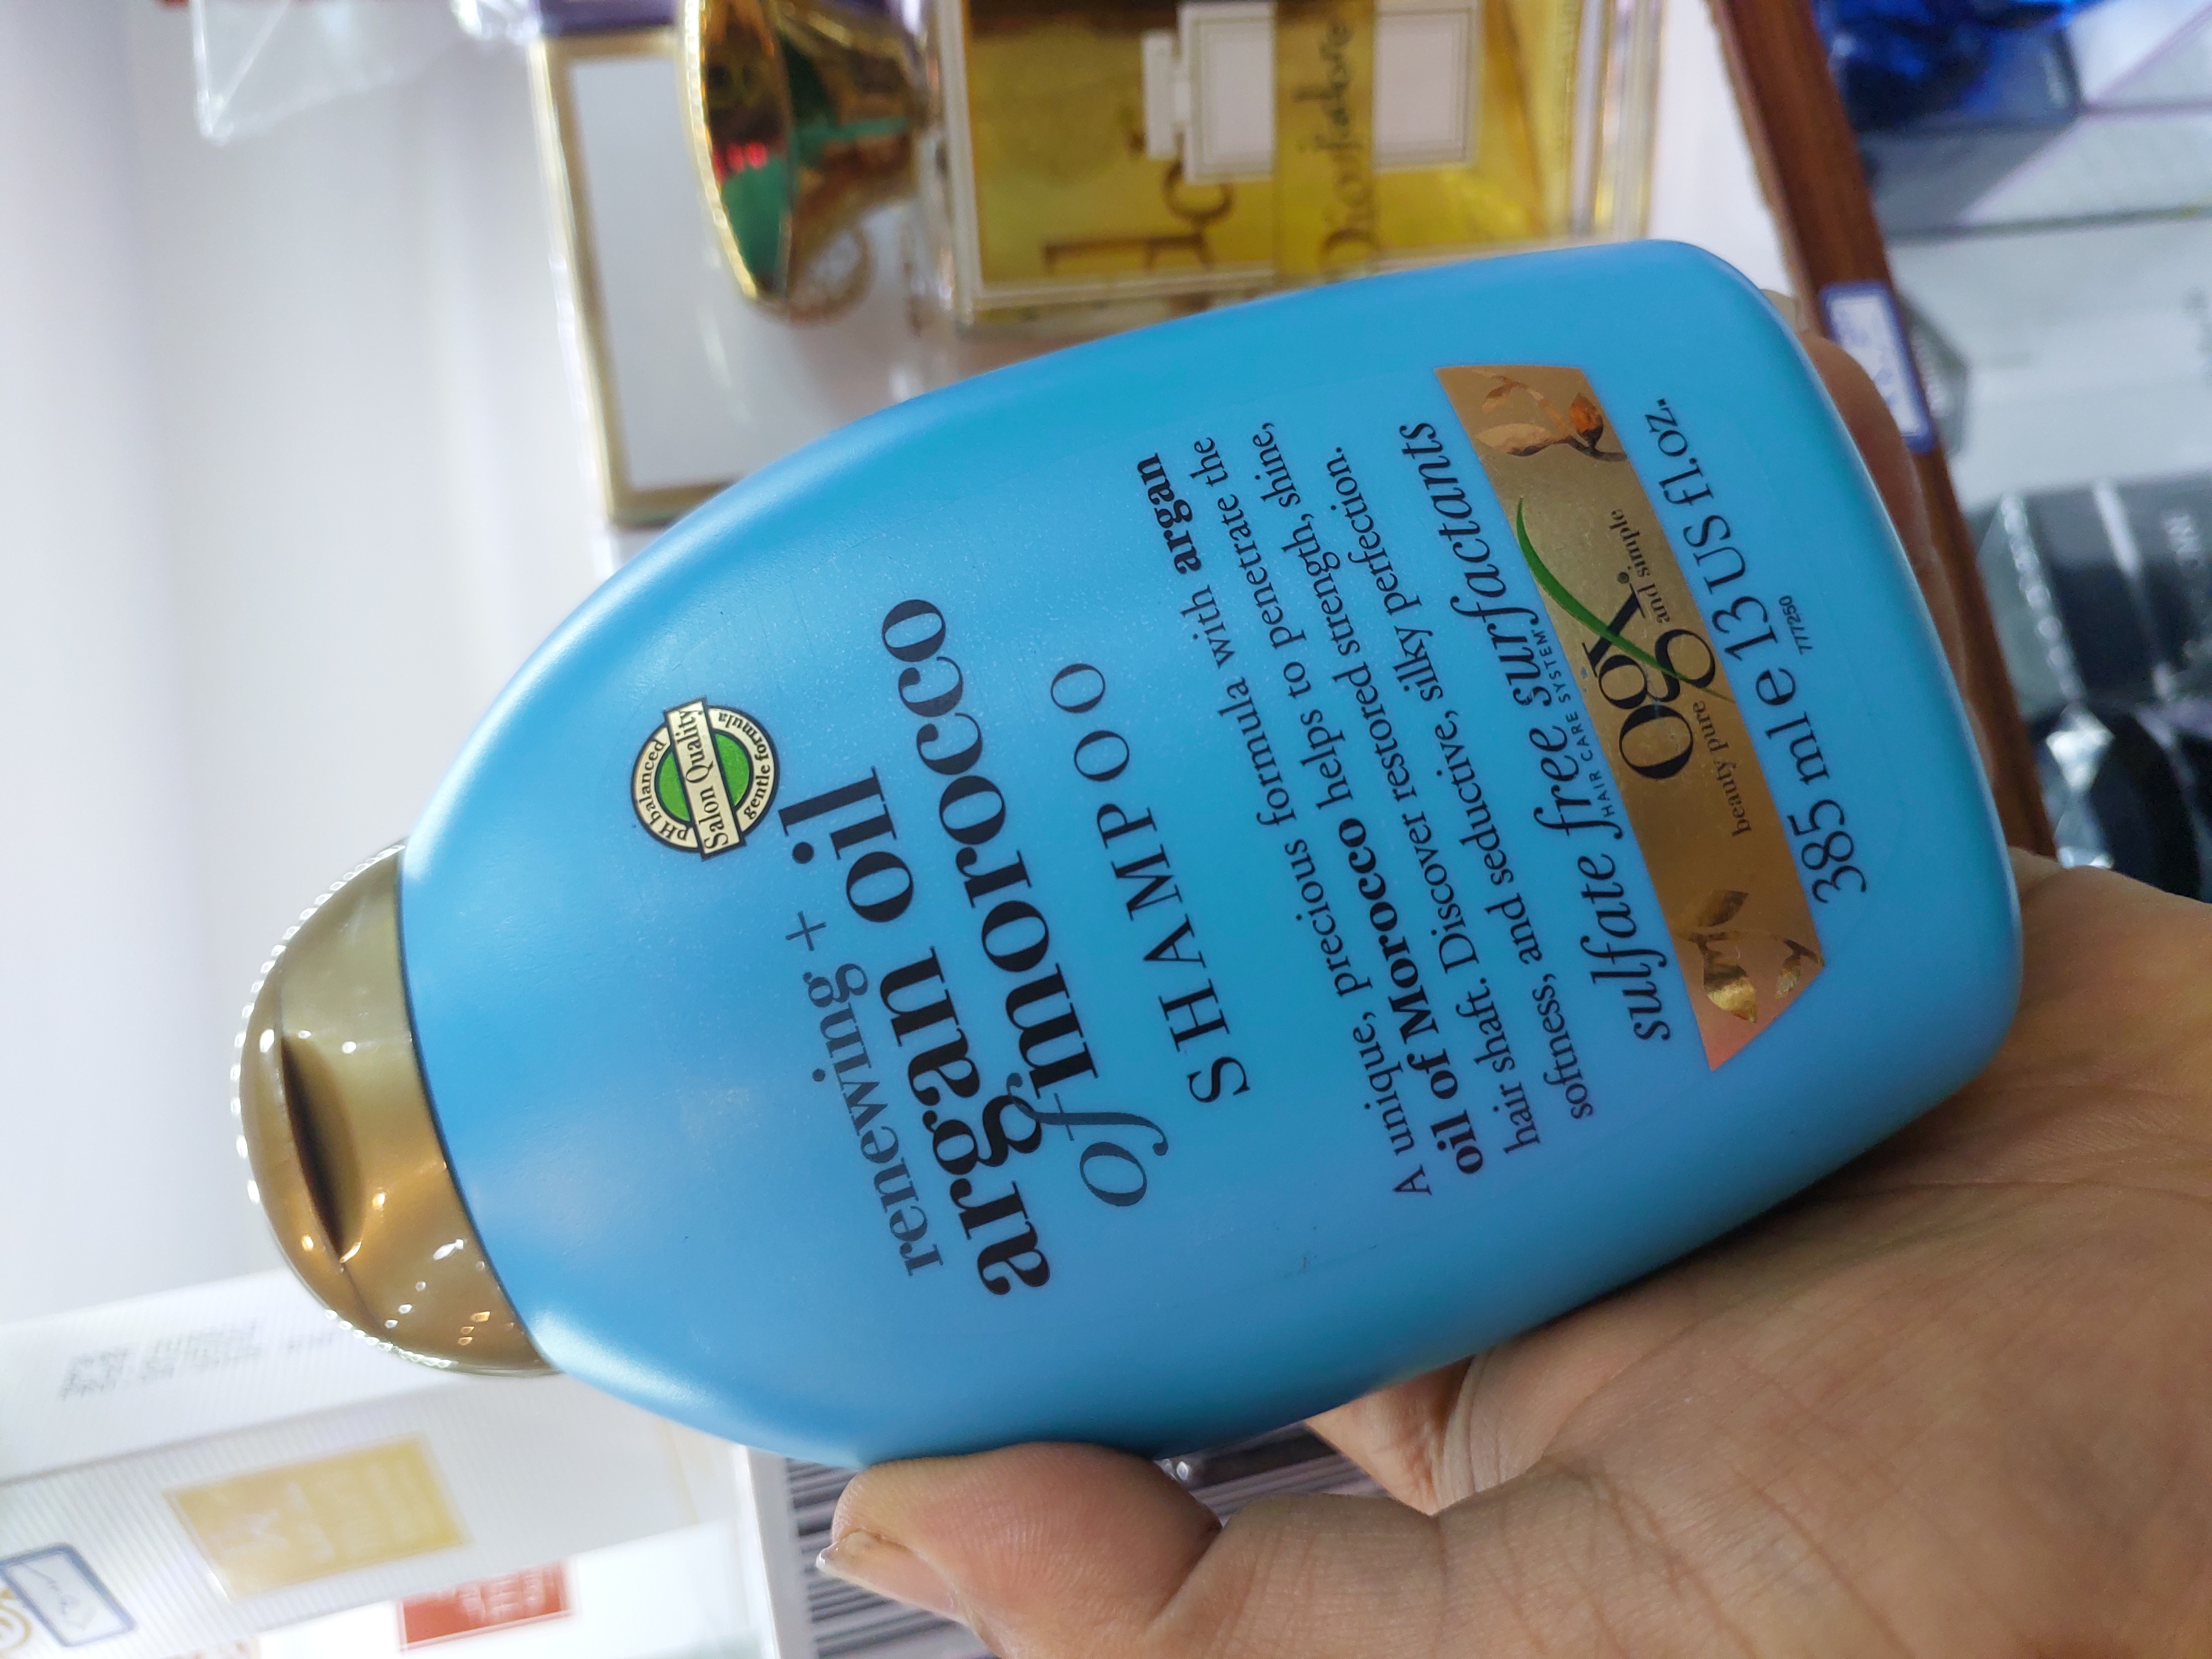 pH balanced
Salon Quality
gentle formula
renewing +
argan oil
of morocco
SHAMPOO
A unique, precious formula with argan
oil of Morocco helps to penetrate the
hair shaft. Discover restored strength, shine,
softness, and seductive, silky perfection.
sulfate free surfactants
HAIR CARE SYSTEM
ogx
beauty pure and simple
385 ml e 13 US fl.oz.
777250